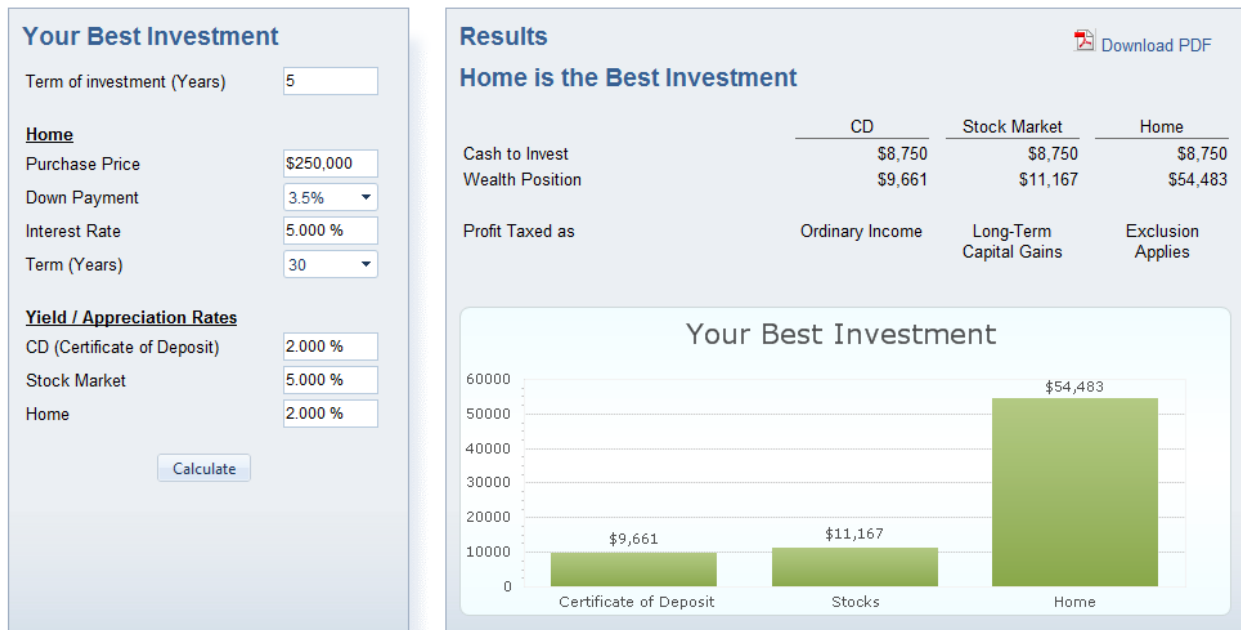 Your Best Investment
Term of investment (Years) 5
Home
Purchase Price $250,000
Down Payment 3.5%
Interest Rate 5.000 %
Term (Years) 30
Yield / Appreciation Rates
CD (Certificate of Deposit) 2.000 %
Stock Market 5.000 %
Home 2.000 %
Calculate
Results
Download PDF
Home is the Best Investment
CD Stock Market Home
Cash to Invest $8,750 $8,750 $8,750
Wealth Position $9,661 $11,167 $54,483
Profit Taxed as Ordinary Income Long-Term Exclusion
Capital Gains Applies
Your Best Investment
60000
$54,483
50000
40000
30000
20000
$9,661 $11,167
10000
0
Certificate of Deposit Stocks Home